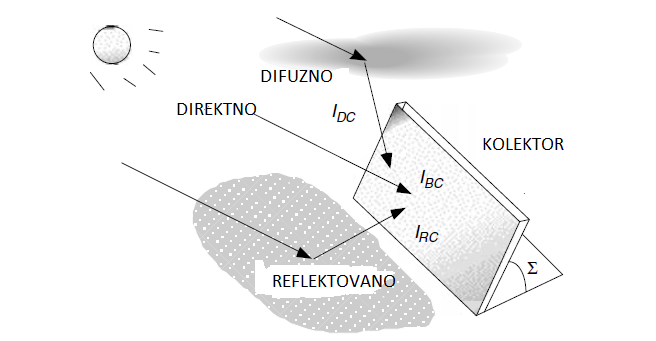 DIFUZNO
DIREKTNO
I_DC
KOLEKTOR
I_BC
I_RC
Σ
REFLEKTOVANO